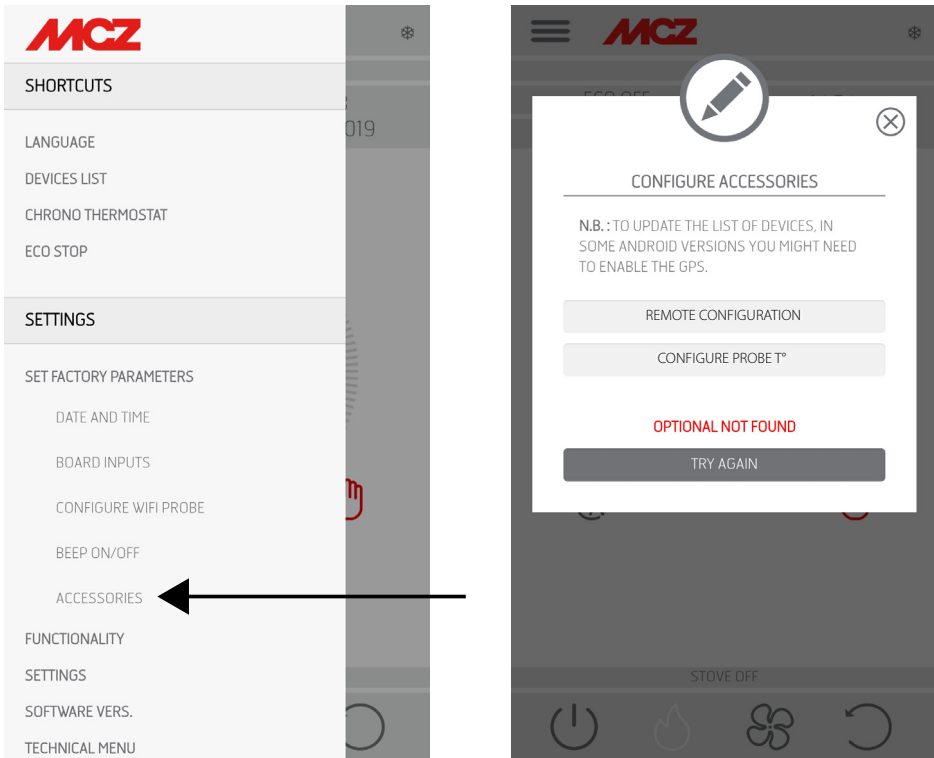 MCZ
SHORTCUTS
LANGUAGE
DEVICES LIST
CHRONO THERMOSTAT
ECO STOP
SETTINGS
SET FACTORY PARAMETERS
DATE AND TIME
BOARD INPUTS
CONFIGURE WIFI PROBE
BEEP ON/OFF
ACCESSORIES
FUNCTIONALITY
SETTINGS
SOFTWARE VERS.
TECHNICAL MENU
019
MCZ
CONFIGURE ACCESSORIES
N.B. : TO UPDATE THE LIST OF DEVICES, IN
SOME ANDROID VERSIONS YOU MIGHT NEED
TO ENABLE THE GPS.
REMOTE CONFIGURATION
CONFIGURE PROBE T°
OPTIONAL NOT FOUND
TRY AGAIN
STOVE OFF